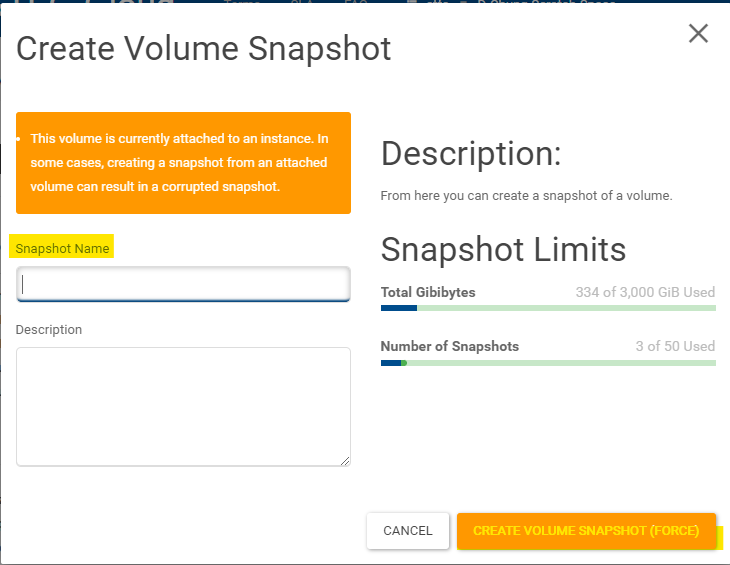 Create Volume Snapshot
This volume is currently attached to an instance. In
some cases, creating a snapshot from an attached
volume can result in a corrupted snapshot.
Snapshot Name
Description
Description:
From here you can create a snapshot of a volume.
Snapshot Limits
Total Gibibytes 334 of 3,000 GiB Used
Number of Snapshots 3 of 50 Used
CANCEL CREATE VOLUME SNAPSHOT (FORCE)